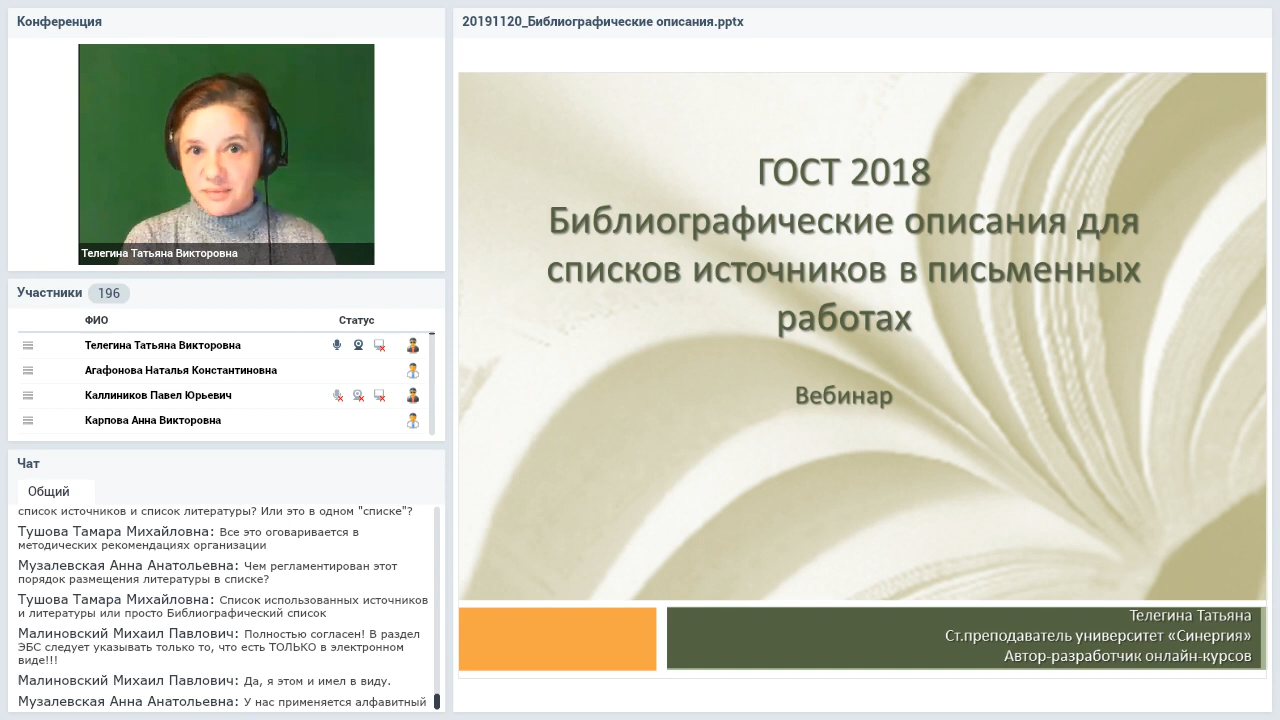 Конференция
Телегина Татьяна Викторовна
Участники 196
ФИО Статус
Телегина Татьяна Викторовна
Агафонова Наталья Константиновна
Каллиников Павел Юрьевич
Карпова Анна Викторовна
Чат
Общий
список источников и список литературы? Или это в одном "списке"?
Тушова Тамара Михайловна: Все это оговаривается в
методических рекомендациях организации
Музалевская Анна Анатольевна: Чем регламентирован этот
порядок размещения литературы в списке?
Тушова Тамара Михайловна: Список использованных источников
и литературы или просто Библиографический список
Малиновский Михаил Павлович: Полностью согласен! В раздел
ЭБС следует указывать только то, что есть ТОЛЬКО в электронном
виде!!!
Малиновский Михаил Павлович: Да, я этом и имел в виду.
Музалевская Анна Анатольевна: У нас применяется алфавитный
20191120_Библиографические описания.pptx
ГОСТ 2018
Библиографические описания для
списков источников в письменных
работах
Вебинар
Телегина Татьяна
Ст.преподаватель университет «Синергия»
Автор-разработчик онлайн-курсов